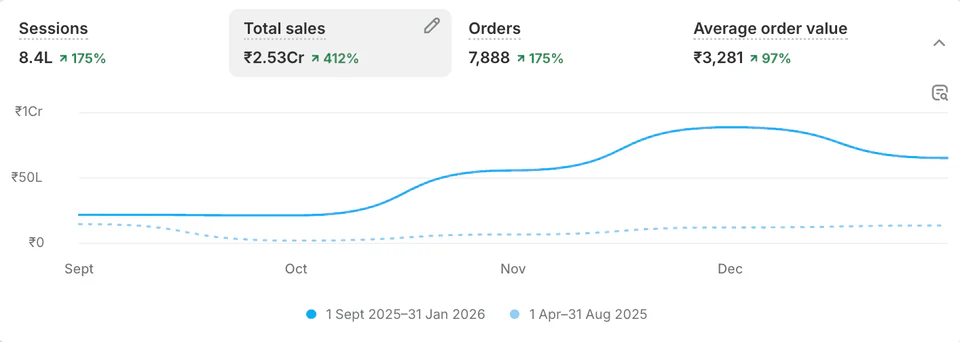 Sessions
8.4L ↗ 175%
Total sales
₹2.53Cr ↗ 412%
Orders
7,888 ↗ 175%
Average order value
₹3,281 ↗ 97%
₹1Cr
₹50L
₹0
Sept Oct Nov Dec
1 Sept 2025–31 Jan 2026 1 Apr–31 Aug 2025